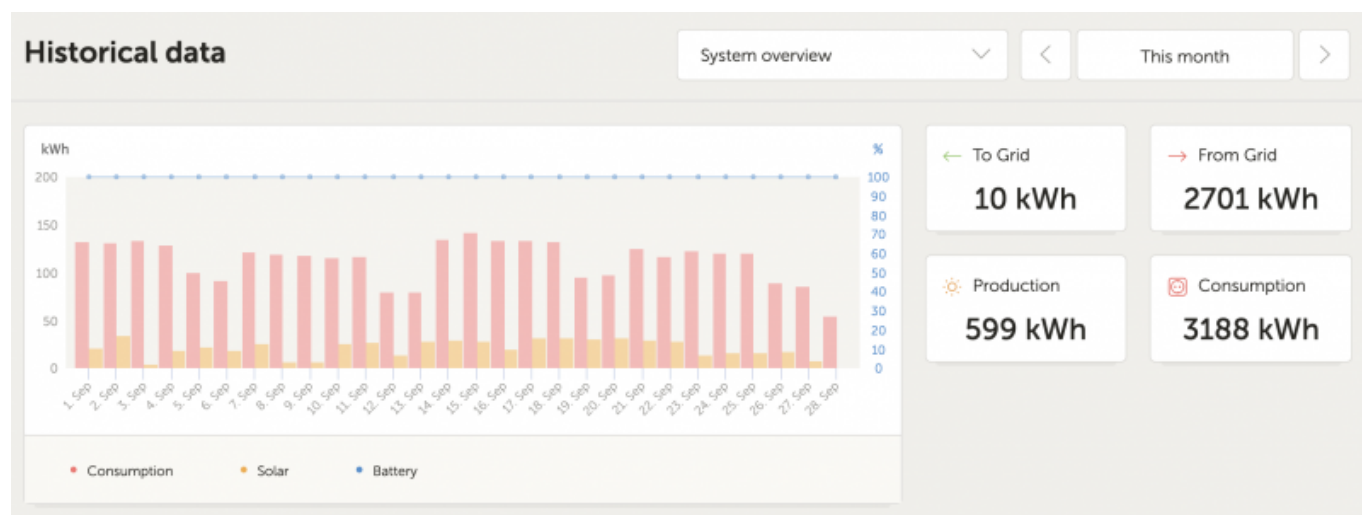 Historical data
System overview
This month
kWh
%
200
150
100
50
0
100
90
80
70
60
50
40
30
20
10
0
1. Sep
2. Sep
3. Sep
4. Sep
5. Sep
6. Sep
7. Sep
8. Sep
9. Sep
10. Sep
11. Sep
12. Sep
13. Sep
14. Sep
15. Sep
16. Sep
17. Sep
18. Sep
19. Sep
20. Sep
21. Sep
22. Sep
23. Sep
24. Sep
25. Sep
26. Sep
27. Sep
28. Sep
Consumption
Solar
Battery
To Grid
10 kWh
From Grid
2701 kWh
Production
599 kWh
Consumption
3188 kWh